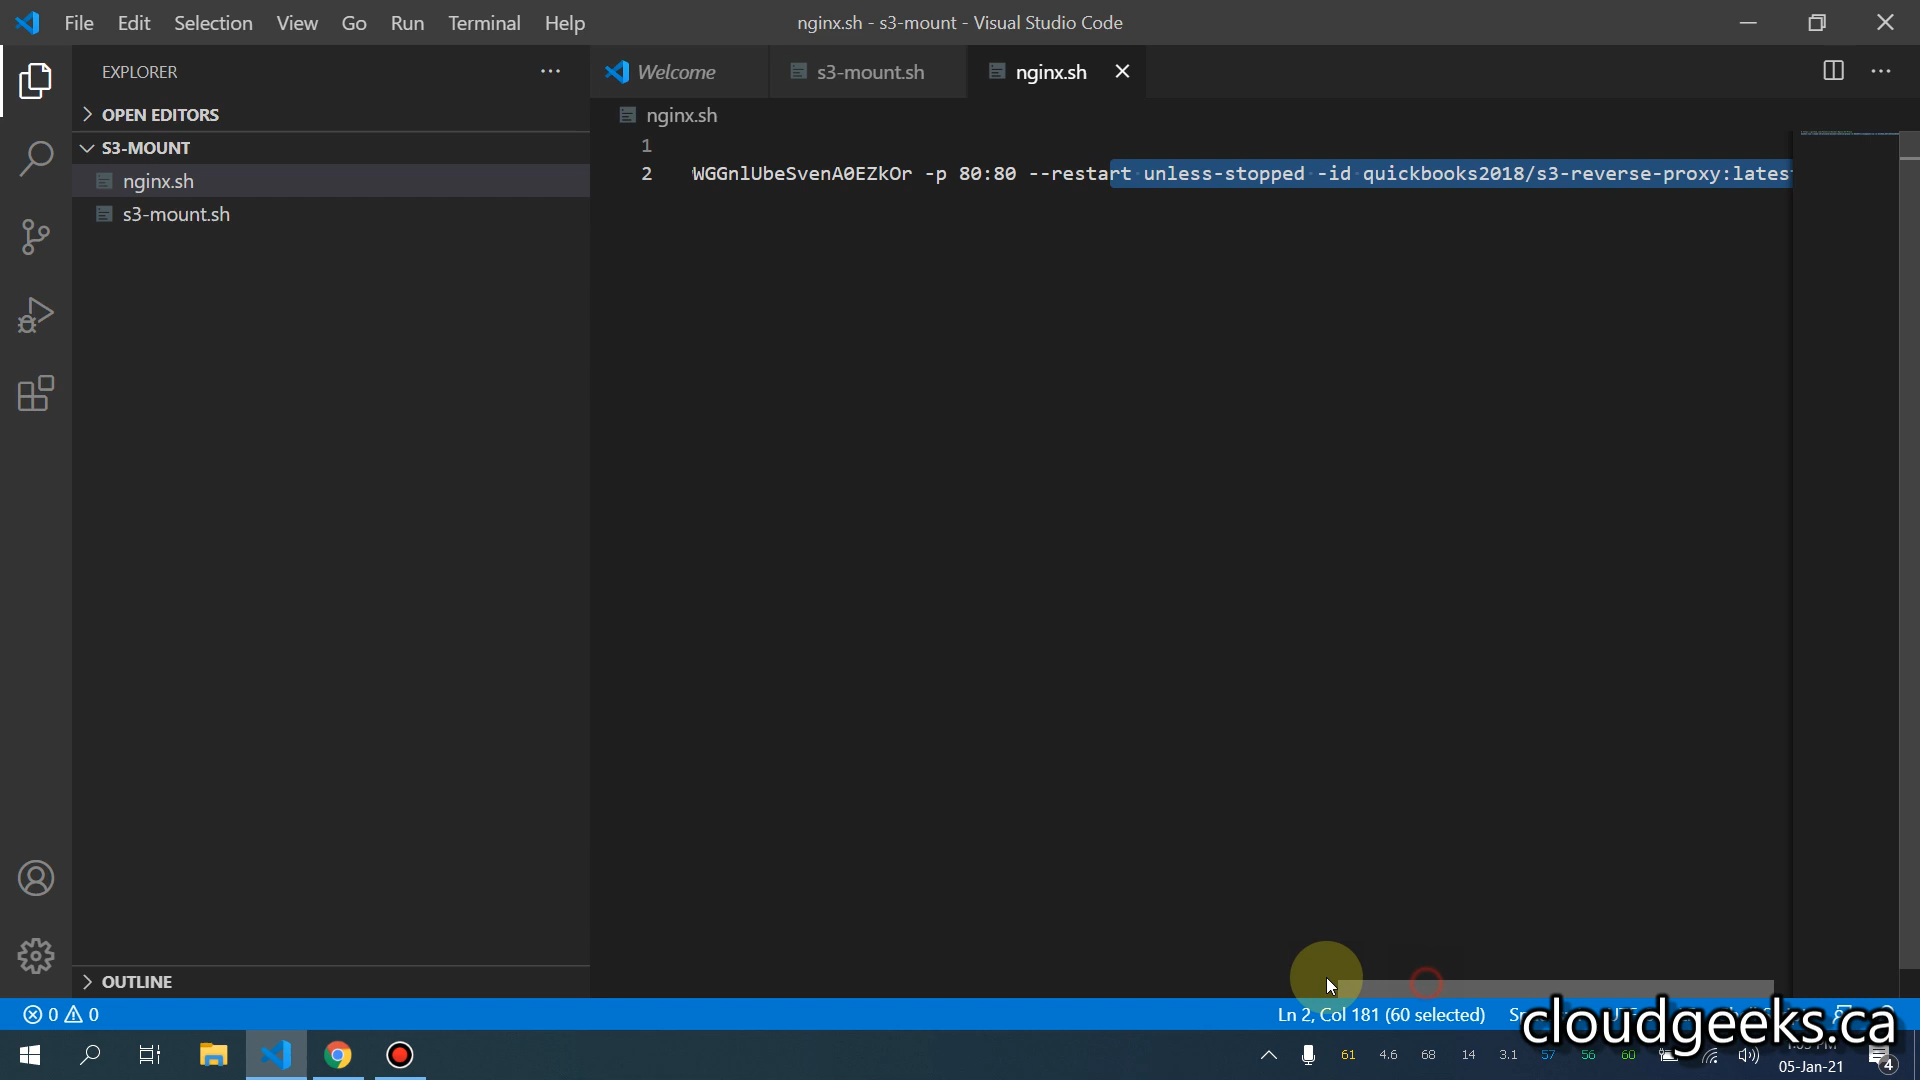 File Edit Selection View Go Run Terminal Help
nginx.sh - s3-mount - Visual Studio Code
EXPLORER
Welcome
s3-mount.sh
nginx.sh
OPEN EDITORS
nginx.sh
S3-MOUNT
1
2 WGGnlUbeSvenA0EZkOr -p 80:80 --restart unless-stopped -id quickbooks2018/s3-reverse-proxy:latest
nginx.sh
s3-mount.sh
OUTLINE
0 0
Ln 2, Col 181 (60 selected)
cloudgeeks.ca
61 4.6 68 14 3.1 57 56 60
05-Jan-21
4